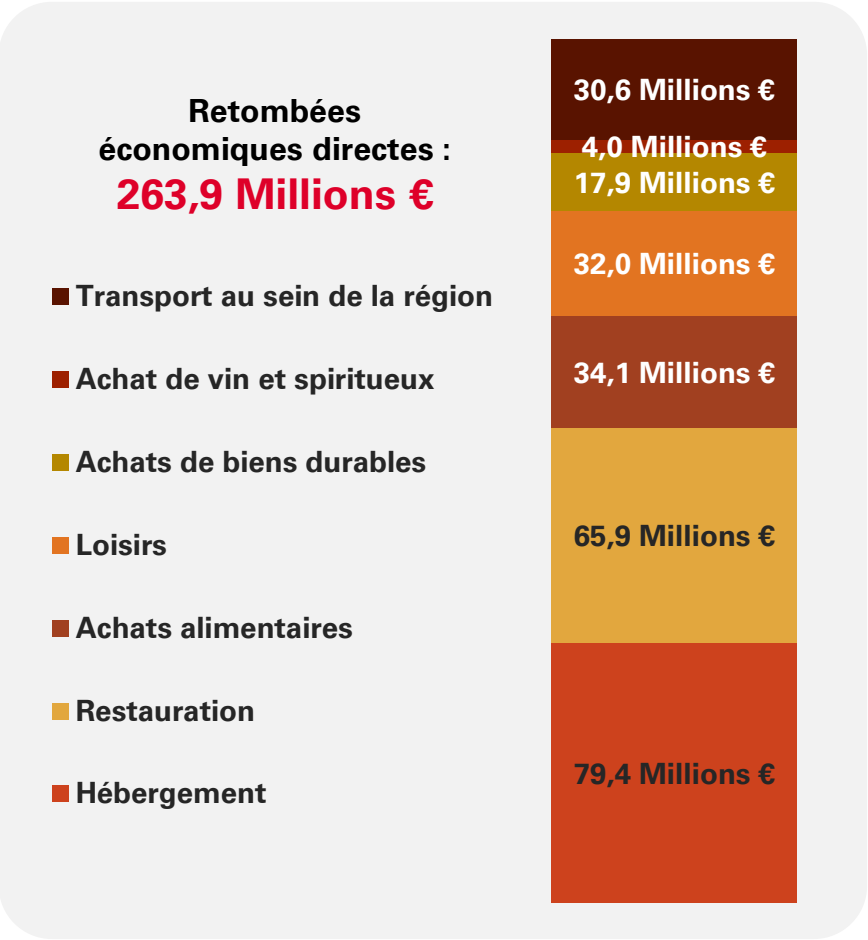 Retombées
économiques directes :
263,9 Millions €
Transport au sein de la région
Achat de vin et spiritueux
Achats de biens durables
Loisirs
Achats alimentaires
Restauration
Hébergement
30,6 Millions €
4,0 Millions €
17,9 Millions €
32,0 Millions €
34,1 Millions €
65,9 Millions €
79,4 Millions €